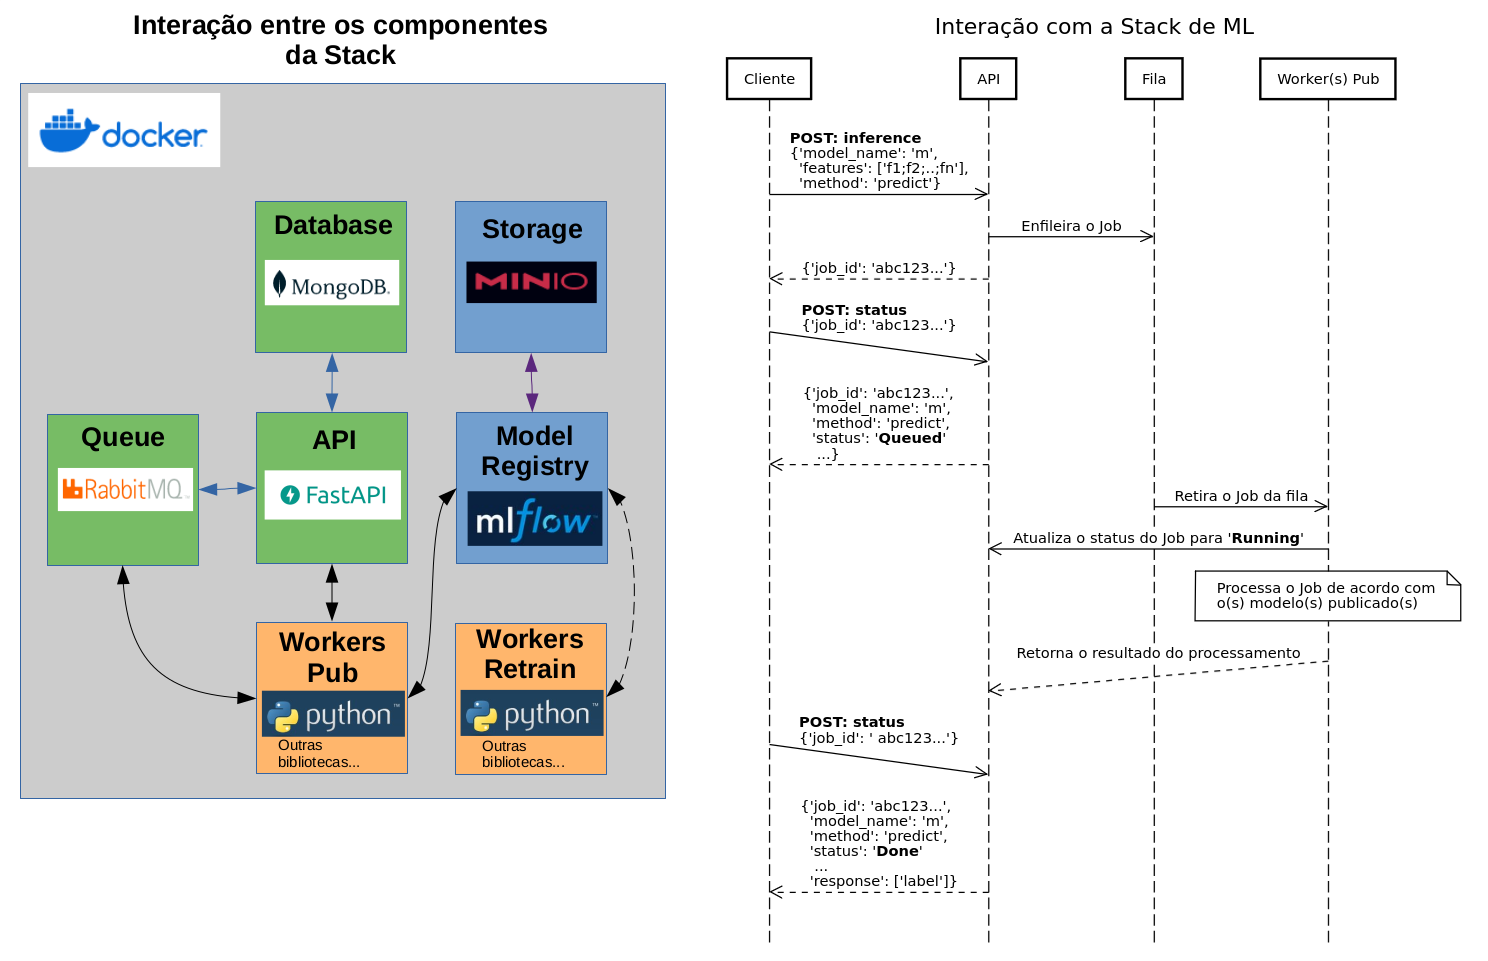 Interação entre os componentes
da Stack
docker
Database
MongoDB.
Storage
MINIO
Queue
RabbitMQ™
API
FastAPI
Model
Registry
mlflow™
Workers
Pub
python™
Outras
bibliotecas...
Workers
Retrain
python™
Outras
bibliotecas...
Interação com a Stack de ML
Cliente
API
Fila
Worker(s) Pub
POST: inference
{'model_name': 'm',
'features': ['f1;f2;..;fn'],
'method': 'predict'}
Enfileira o Job
{'job_id': 'abc123...'}
POST: status
{'job_id': 'abc123...'}
{'job_id': 'abc123...',
'model_name': 'm',
'method': 'predict',
'status': 'Queued'
...}
Retira o Job da fila
Atualiza o status do Job para 'Running'
Processa o Job de acordo com
o(s) modelo(s) publicado(s)
Retorna o resultado do processamento
POST: status
{'job_id': ' abc123...'}
{'job_id': 'abc123...',
'model_name': 'm',
'method': 'predict',
'status': 'Done'
...
'response': ['label']}